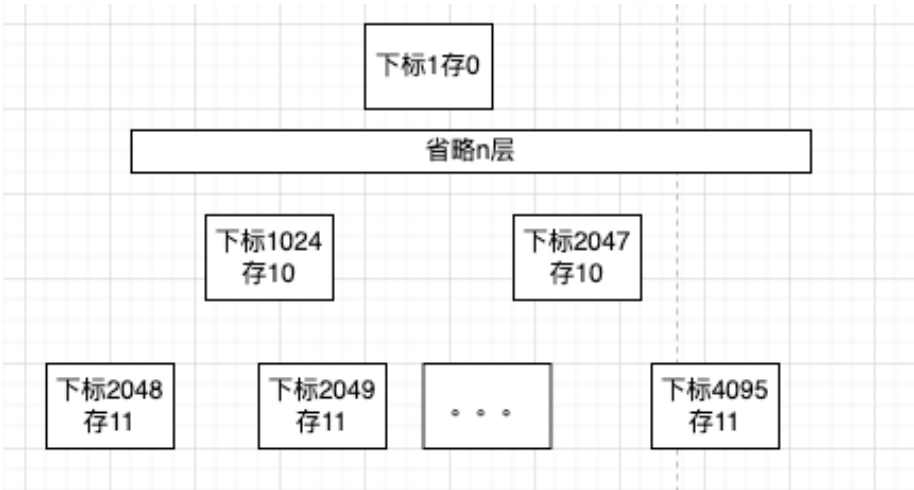 下标1存0
省略n层
下标1024
存10
下标2047
存10
下标2048
存11
下标2049
存11
。。。
下标4095
存11